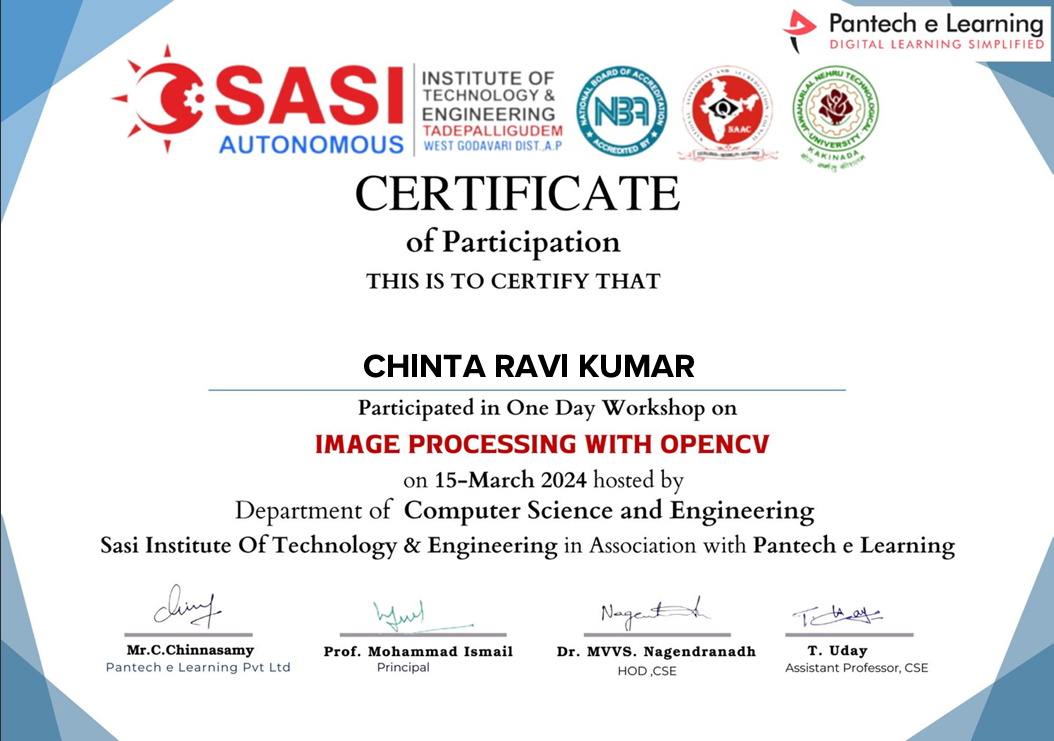 Pantech e Learning
DIGITAL LEARNING SIMPLIFIED
SASI
AUTONOMOUS
INSTITUTE OF
TECHNOLOGY &
ENGINEERING
TADEPALLIGUDEM
WEST GODAVARI DIST.,A.P
NATIONAL BOARD OF ACCREDITATION
NBA
ACCREDITED BY
JAWAHARLAL NEHRU TECHNOLOGICAL UNIVERSITY
KAKINADA
CERTIFICATE
of Participation
THIS IS TO CERTIFY THAT
CHINTA RAVI KUMAR
Participated in One Day Workshop on
IMAGE PROCESSING WITH OPENCV
on 15-March 2024 hosted by
Department of Computer Science and Engineering
Sasi Institute Of Technology & Engineering in Association with Pantech e Learning
Mr.C.Chinnasamy
Pantech e Learning Pvt Ltd
Prof. Mohammad Ismail
Principal
Dr. MVVS. Nagendranadh
HOD ,CSE
T. Uday
Assistant Professor, CSE